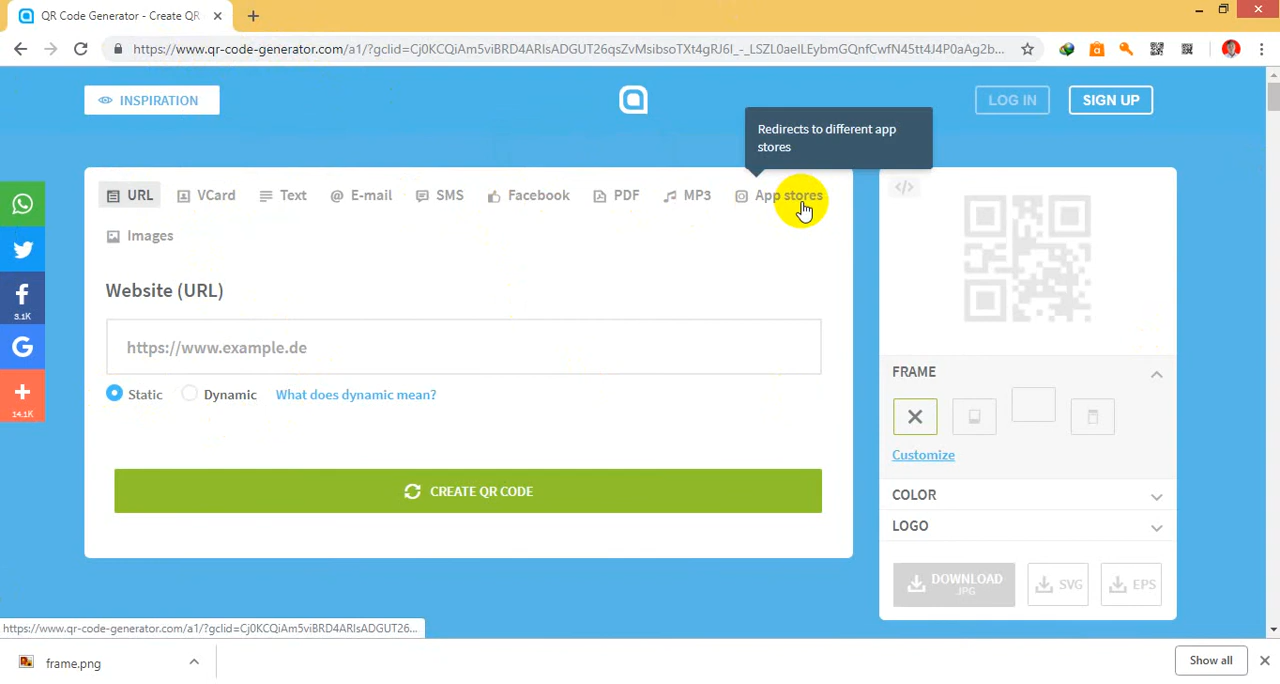 QR Code Generator - Create QR
https://www.qr-code-generator.com/a1/?gclid=Cj0KCQiAm5viBRD4ARIsADGUT26qsZvMsibsoTXt4gRJ6I_-_LSZL0aelLEybmGQnfCwfN45tt4J4P0aAg2b...
INSPIRATION
LOG IN
SIGN UP
Redirects to different app
stores
URL
VCard
Text
E-mail
SMS
Facebook
PDF
MP3
App stores
Images
Website (URL)
https://www.example.de
Static
Dynamic
What does dynamic mean?
CREATE QR CODE
3.1K
14.1K
FRAME
Customize
COLOR
LOGO
DOWNLOAD
JPG
SVG
EPS
https://www.qr-code-generator.com/a1/?gclid=Cj0KCQiAm5viBRD4ARIsADGUT26...
frame.png
Show all